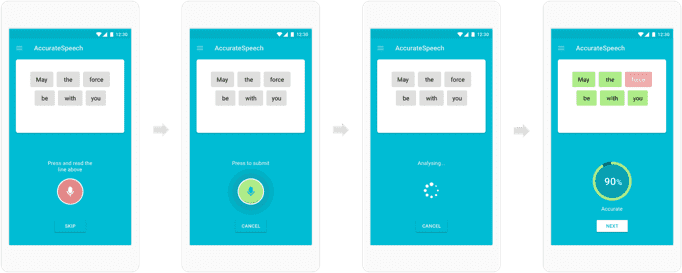 12:30
AccurateSpeech
May the force
be with you
Press and read the
line above
SKIP
12:30
AccurateSpeech
May the force
be with you
Press to submit
CANCEL
12:30
AccurateSpeech
May the force
be with you
Analysing...
CANCEL
12:30
AccurateSpeech
May the force
be with you
90%
Accurate
NEXT